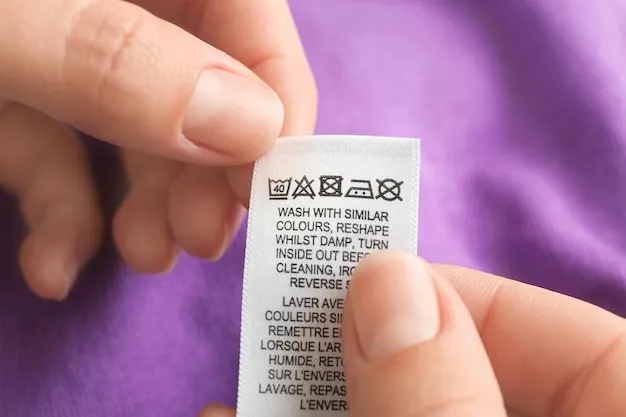 40
WASH WITH SIMILAR
COLOURS, RESHAPE
WHILST DAMP, TURN
INSIDE OUT
CLEANING,
REVERSE
LAVER
COULEURS
REMETTRE
LORSQUE
HUMIDE,
SUR L'ENVERS
LAVAGE,
L'ENVER